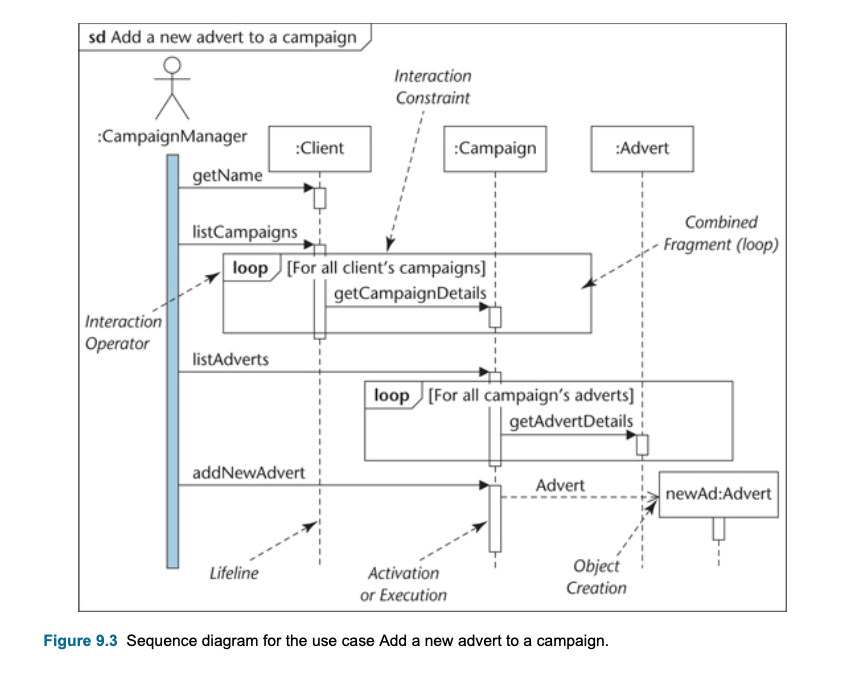 sd Add a new advert to a campaign
Interaction
Constraint
:CampaignManager
:Client
:Campaign
:Advert
getName
listCampaigns
Combined
Fragment (loop)
loop [For all client's campaigns]
getCampaignDetails
Interaction
Operator
listAdverts
loop [For all campaign's adverts]
getAdvertDetails
addNewAdvert
Advert
newAd:Advert
Lifeline
Activation
or Execution
Object
Creation
Figure 9.3 Sequence diagram for the use case Add a new advert to a campaign.